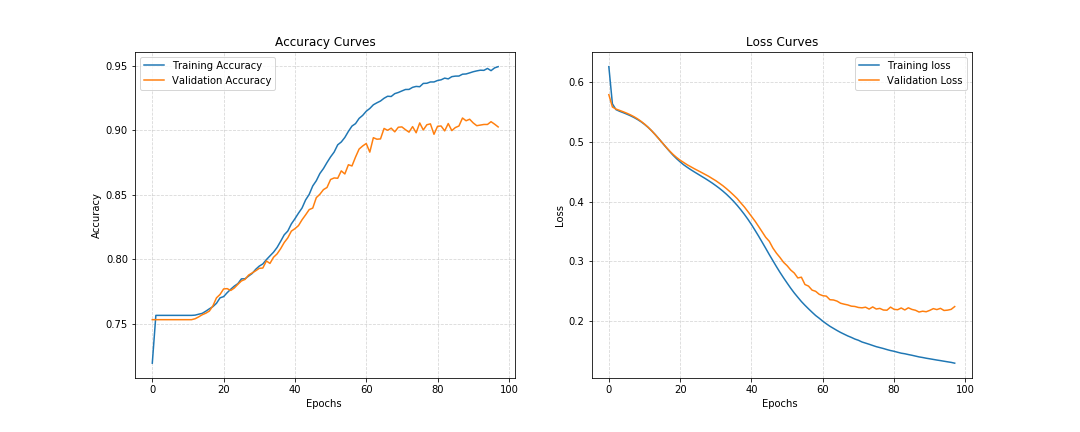 Accuracy Curves
Training Accuracy
Validation Accuracy
0.95
0.90
0.85
0.80
0.75
Accuracy
0 20 40 60 80 100
Epochs
Loss Curves
Training loss
Validation Loss
0.6
0.5
0.4
0.3
0.2
Loss
0 20 40 60 80 100
Epochs